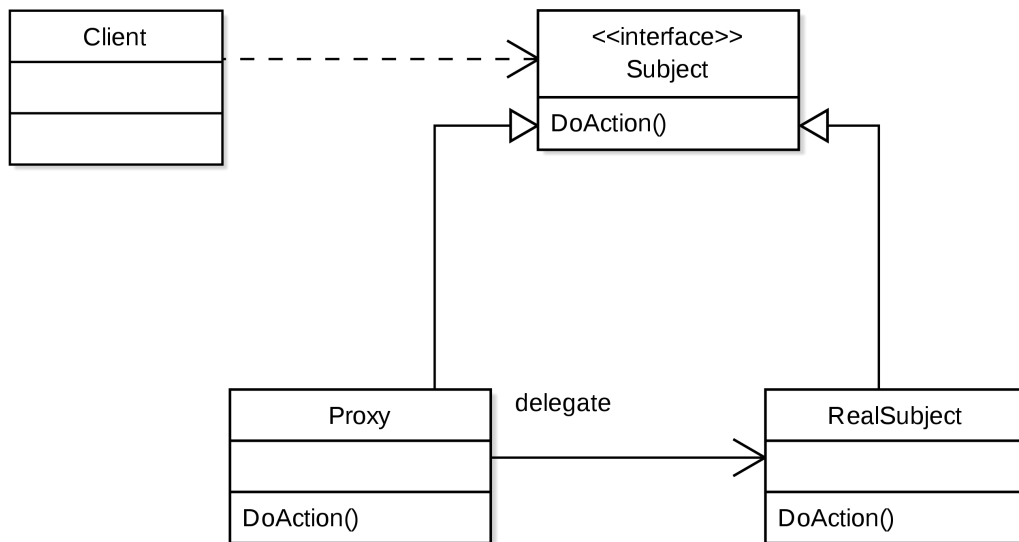 Client
<<interface>>
Subject
DoAction()
Proxy
delegate
RealSubject
DoAction()
DoAction()